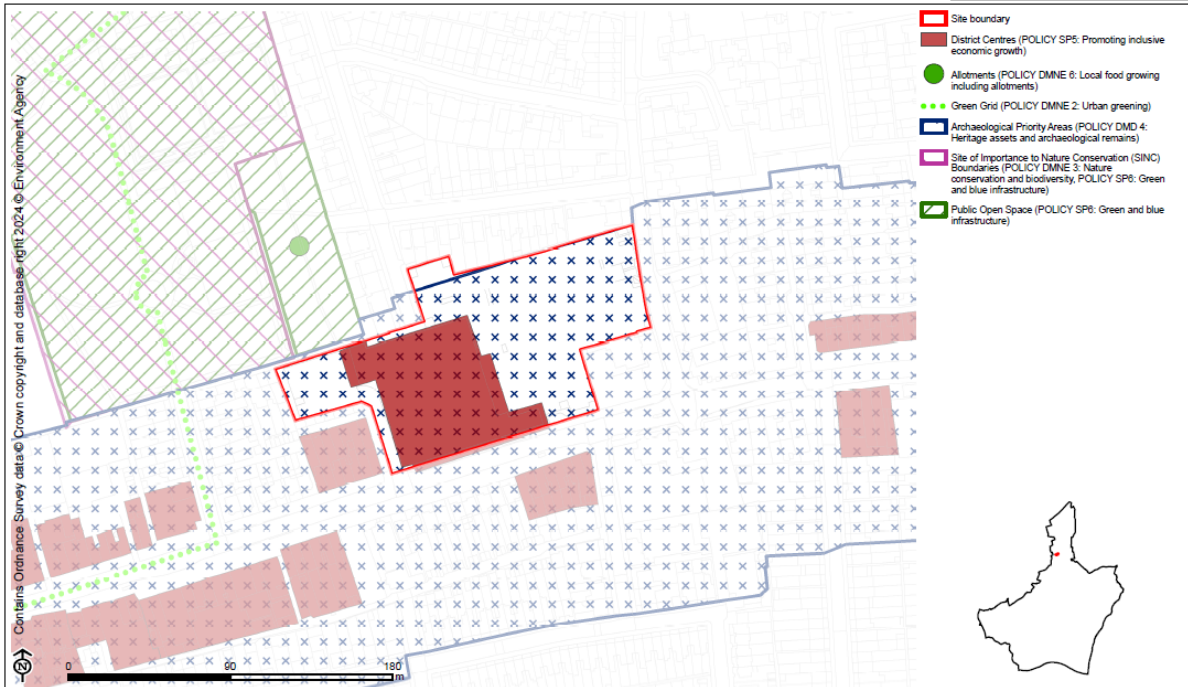 Site boundary
District Centres (POLICY SP5: Promoting inclusive
economic growth)
Allotments (POLICY DMNE 6: Local food growing
including allotments)
Green Grid (POLICY DMNE 2: Urban greening)
Archaeological Priority Areas (POLICY DMD 4:
Heritage assets and archaeological remains)
Site of Importance to Nature Conservation (SINC)
Boundaries (POLICY DMNE 3: Nature
conservation and biodiversity, POLICY SP6: Green
and blue infrastructure)
Public Open Space (POLICY SP6: Green and blue
infrastructure)
Contains Ordnance Survey data © Crown copyright and database right 2024 © Environment Agency
N
0 90 180
m